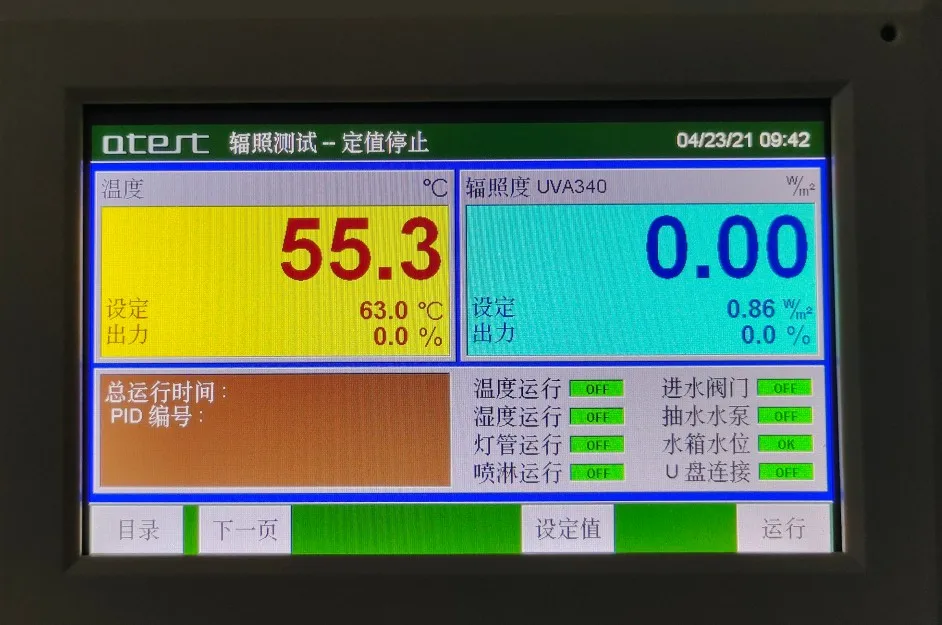 atest 辐照测试 -- 定值停止 04/23/21 09:42
温度 ℃
55.3
设定 63.0 ℃
出力 0.0 %
辐照度 UVA340 W/m²
0.00
设定 0.86 W/m²
出力 0.0 %
总运行时间 :
PID 编号 :
温度运行 OFF
湿度运行 OFF
灯管运行 OFF
喷淋运行 OFF
进水阀门 OFF
抽水水泵 OFF
水箱水位 OK
U 盘连接 OFF
目录 下一页 设定值 运行